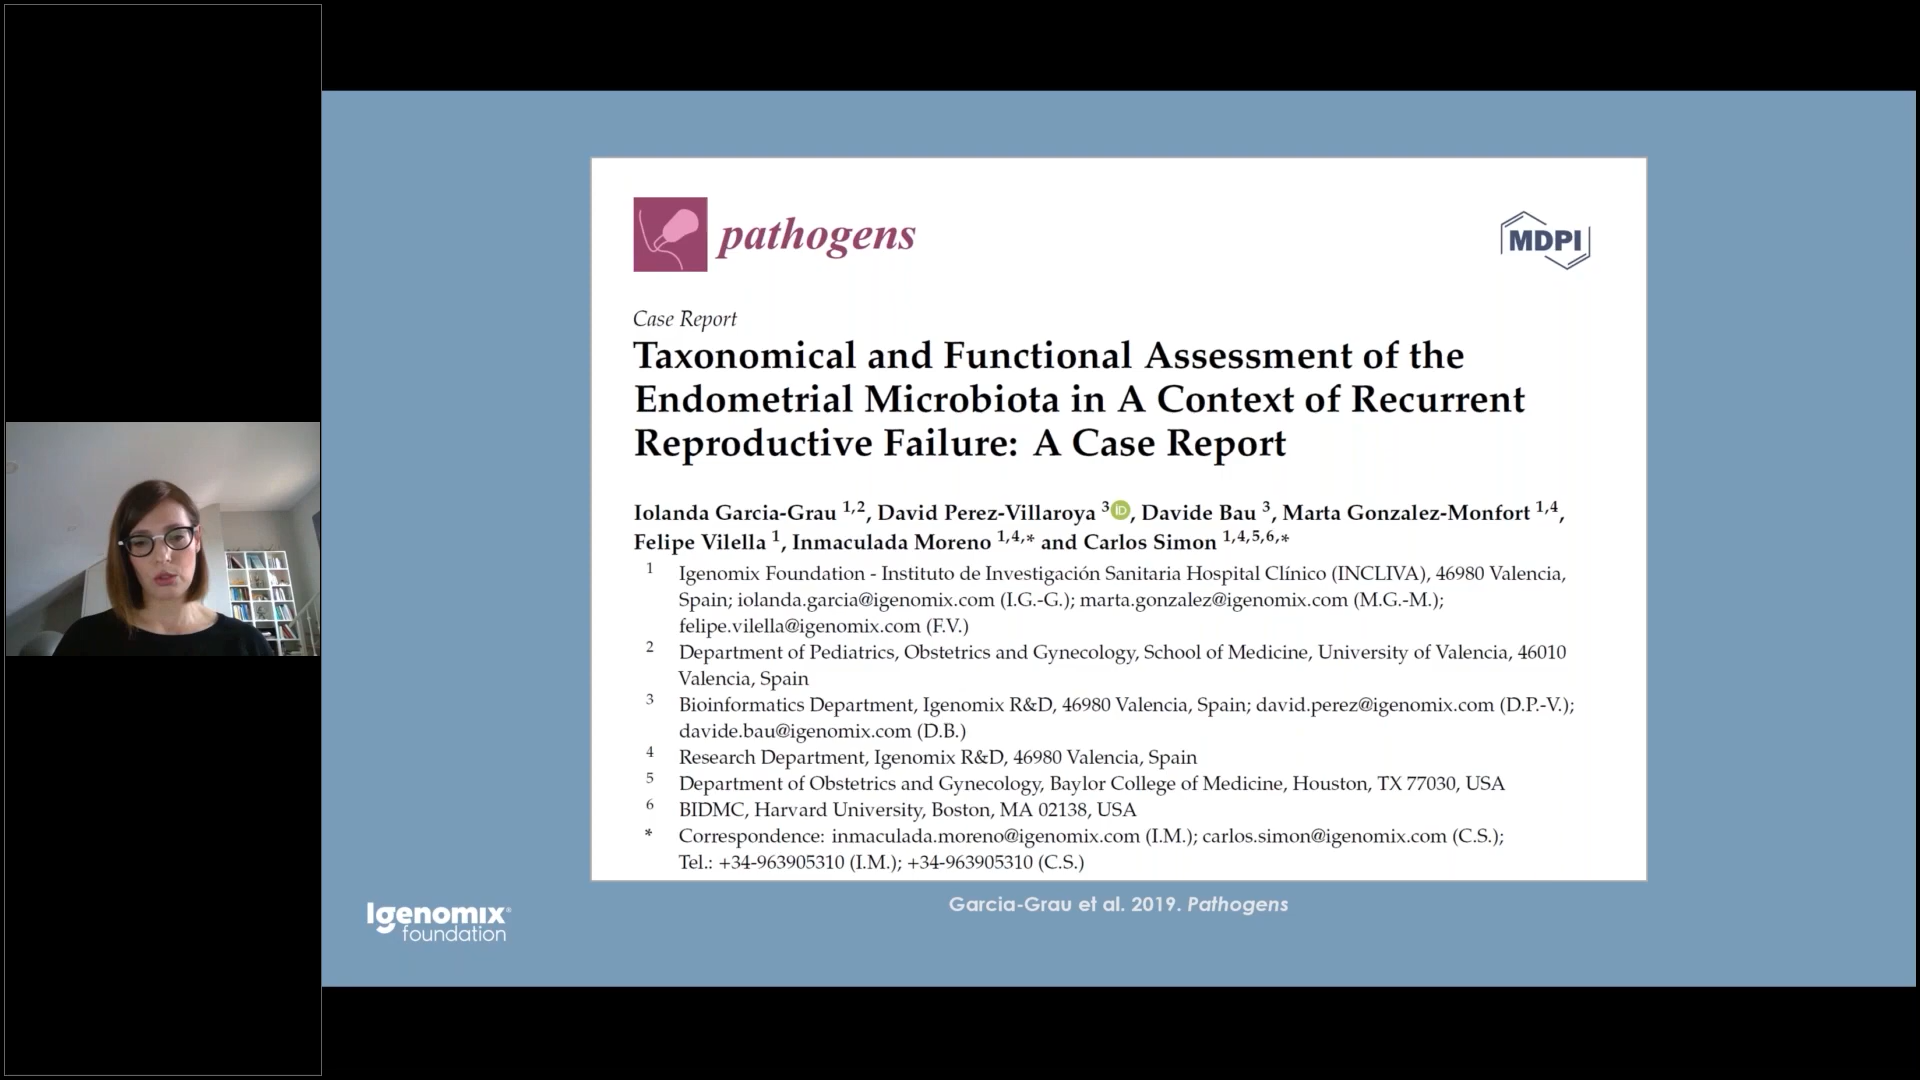 pathogens
MDPI
Case Report
Taxonomical and Functional Assessment of the
Endometrial Microbiota in A Context of Recurrent
Reproductive Failure: A Case Report
Iolanda Garcia-Grau 1,2, David Perez-Villaroya 3 iD, Davide Bau 3, Marta Gonzalez-Monfort 1,4,
Felipe Vilella 1, Inmaculada Moreno 1,4,* and Carlos Simon 1,4,5,6,*
1 Igenomix Foundation - Instituto de Investigación Sanitaria Hospital Clínico (INCLIVA), 46980 Valencia,
Spain; iolanda.garcia@igenomix.com (I.G.-G.); marta.gonzalez@igenomix.com (M.G.-M.);
felipe.vilella@igenomix.com (F.V.)
2 Department of Pediatrics, Obstetrics and Gynecology, School of Medicine, University of Valencia, 46010
Valencia, Spain
3 Bioinformatics Department, Igenomix R&D, 46980 Valencia, Spain; david.perez@igenomix.com (D.P.-V.);
davide.bau@igenomix.com (D.B.)
4 Research Department, Igenomix R&D, 46980 Valencia, Spain
5 Department of Obstetrics and Gynecology, Baylor College of Medicine, Houston, TX 77030, USA
6 BIDMC, Harvard University, Boston, MA 02138, USA
* Correspondence: inmaculada.moreno@igenomix.com (I.M.); carlos.simon@igenomix.com (C.S.);
Tel.: +34-963905310 (I.M.); +34-963905310 (C.S.)
Garcia-Grau et al. 2019. Pathogens
Igenomix®
foundation